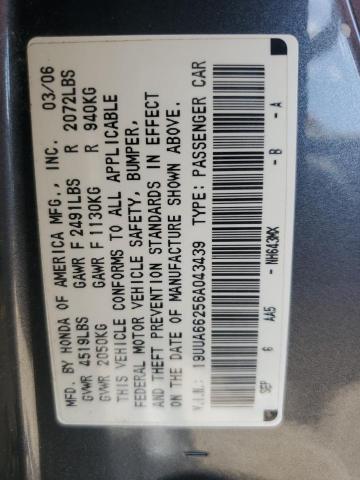 MFD. BY HONDA OF AMERICA MFG., INC. 03/06
GVWR 4519LBS GAWR F 2491LBS R 2072LBS
GVWR 2050KG GAWR F 1130KG R 940KG
THIS VEHICLE CONFORMS TO ALL APPLICABLE
FEDERAL MOTOR VEHICLE SAFETY, BUMPER,
AND THEFT PREVENTION STANDARDS IN EFFECT
ON THE DATE OF MANUFACTURE SHOWN ABOVE.
V.I.N.: 19UUA66256A043439 TYPE: PASSENGER CAR
SEP 6 AA5 - NH643MX - B - A